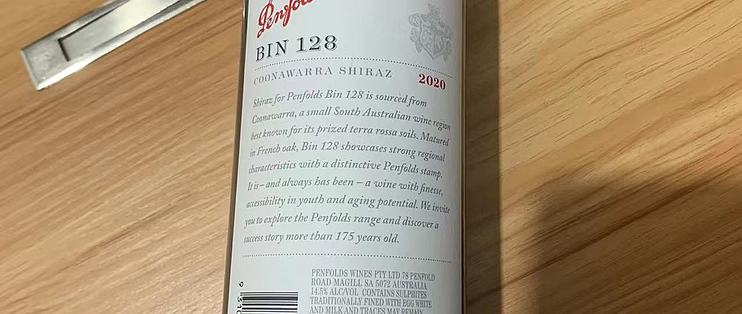 Penfolds
BIN 128
COONAWARRA SHIRAZ 2020
Shiraz for Penfolds Bin 128 is sourced from
Coonawarra, a small South Australian wine region
best known for its prized terra rossa soils. Matured
in French oak, Bin 128 showcases strong regional
characteristics with a distinctive Penfolds stamp.
It is – and always has been – a wine with finesse,
accessibility in youth and aging potential. We invite
you to explore the Penfolds range and discover a
success story more than 175 years old.
PENFOLDS WINES PTY LTD 78 PENFOLD
ROAD MAGILL SA 5072 AUSTRALIA
14.5% ALC/VOL CONTAINS SULPHITES
TRADITIONALLY FINED WITH EGG WHITE
AND MILK AND TRACES MAY REMAIN